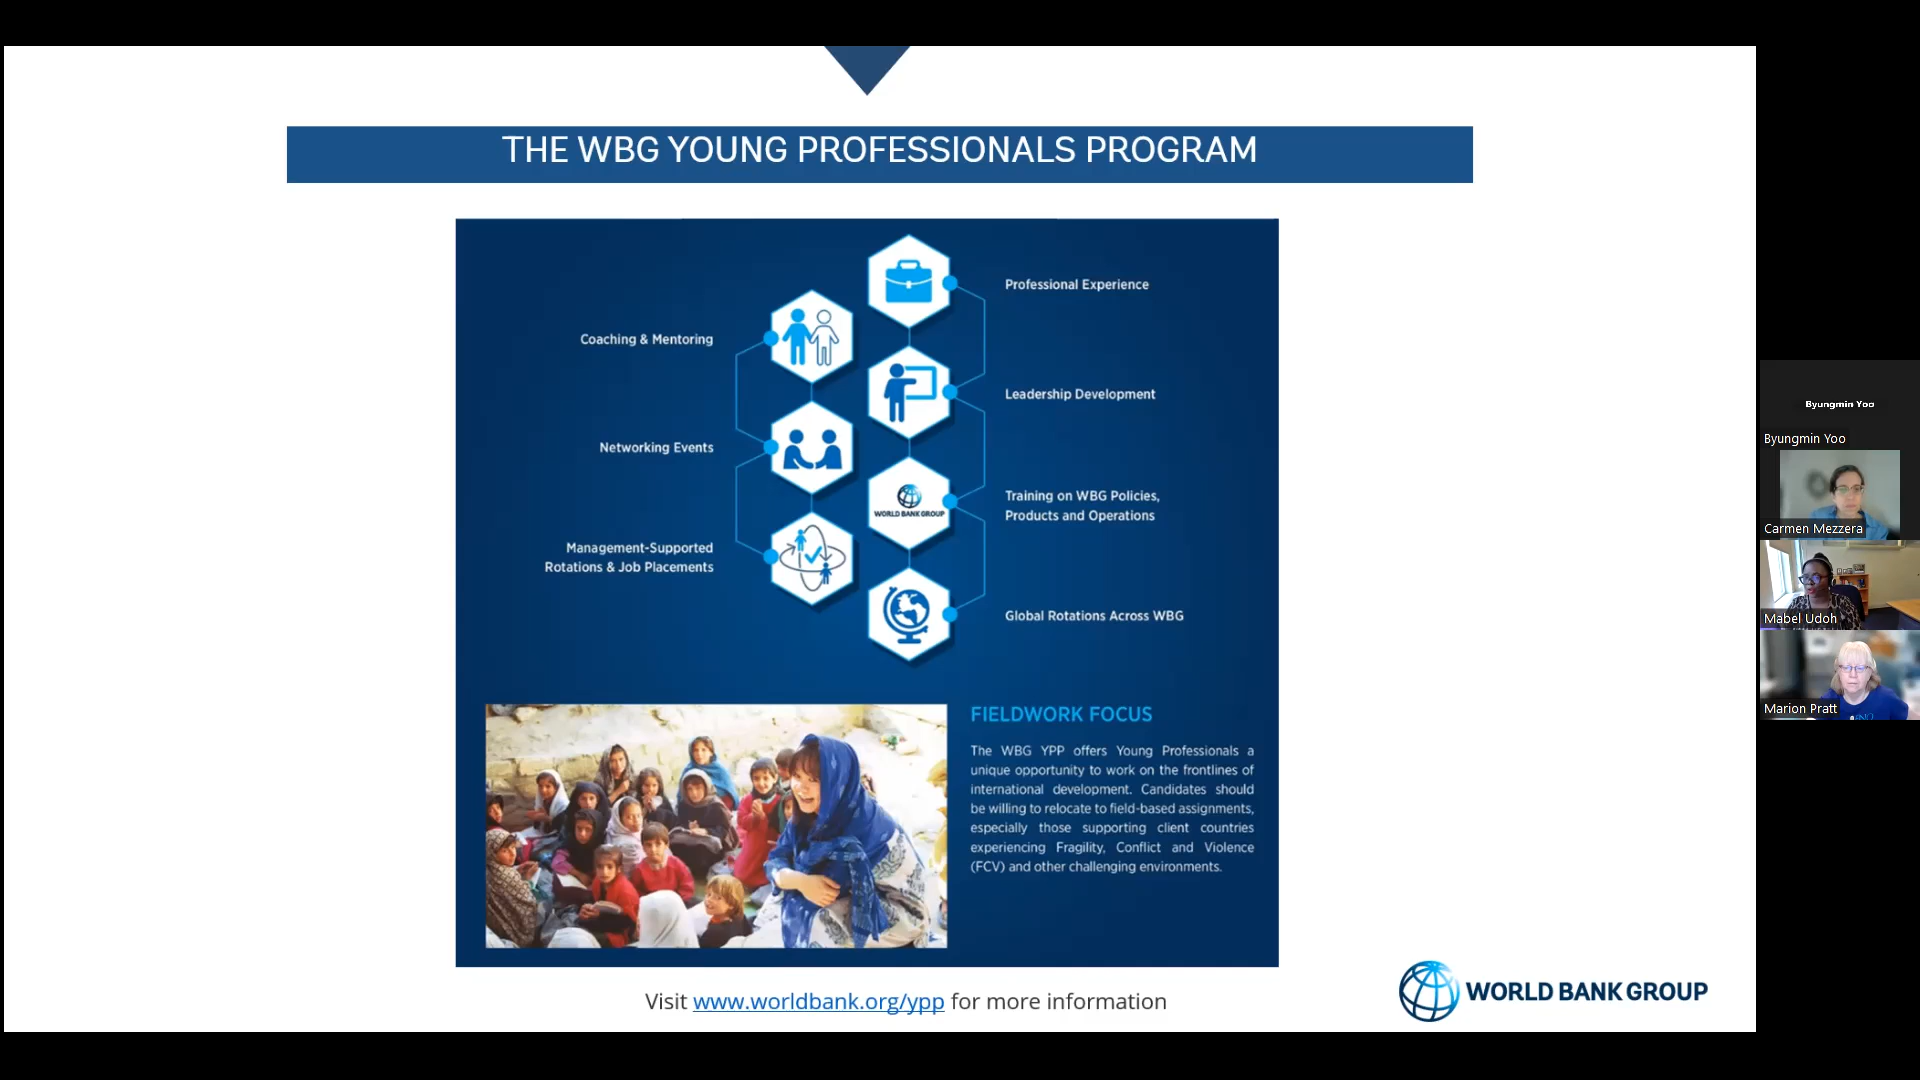 THE WBG YOUNG PROFESSIONALS PROGRAM
Professional Experience
Coaching & Mentoring
Leadership Development
Networking Events
Training on WBG Policies,
Products and Operations
WORLD BANK GROUP
Management-Supported
Rotations & Job Placements
Global Rotations Across WBG
FIELDWORK FOCUS
The WBG YPP offers Young Professionals a
unique opportunity to work on the frontlines of
international development. Candidates should
be willing to relocate to field-based assignments,
especially those supporting client countries
experiencing Fragility, Conflict and Violence
(FCV) and other challenging environments.
Visit www.worldbank.org/ypp for more information
WORLD BANK GROUP
Byungmin Yoo
Byungmin Yoo
Carmen Mezzera
Mabel Udoh
Marion Pratt